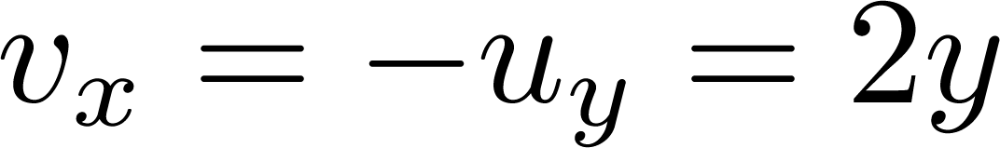 $v_x = -u_y = 2y$